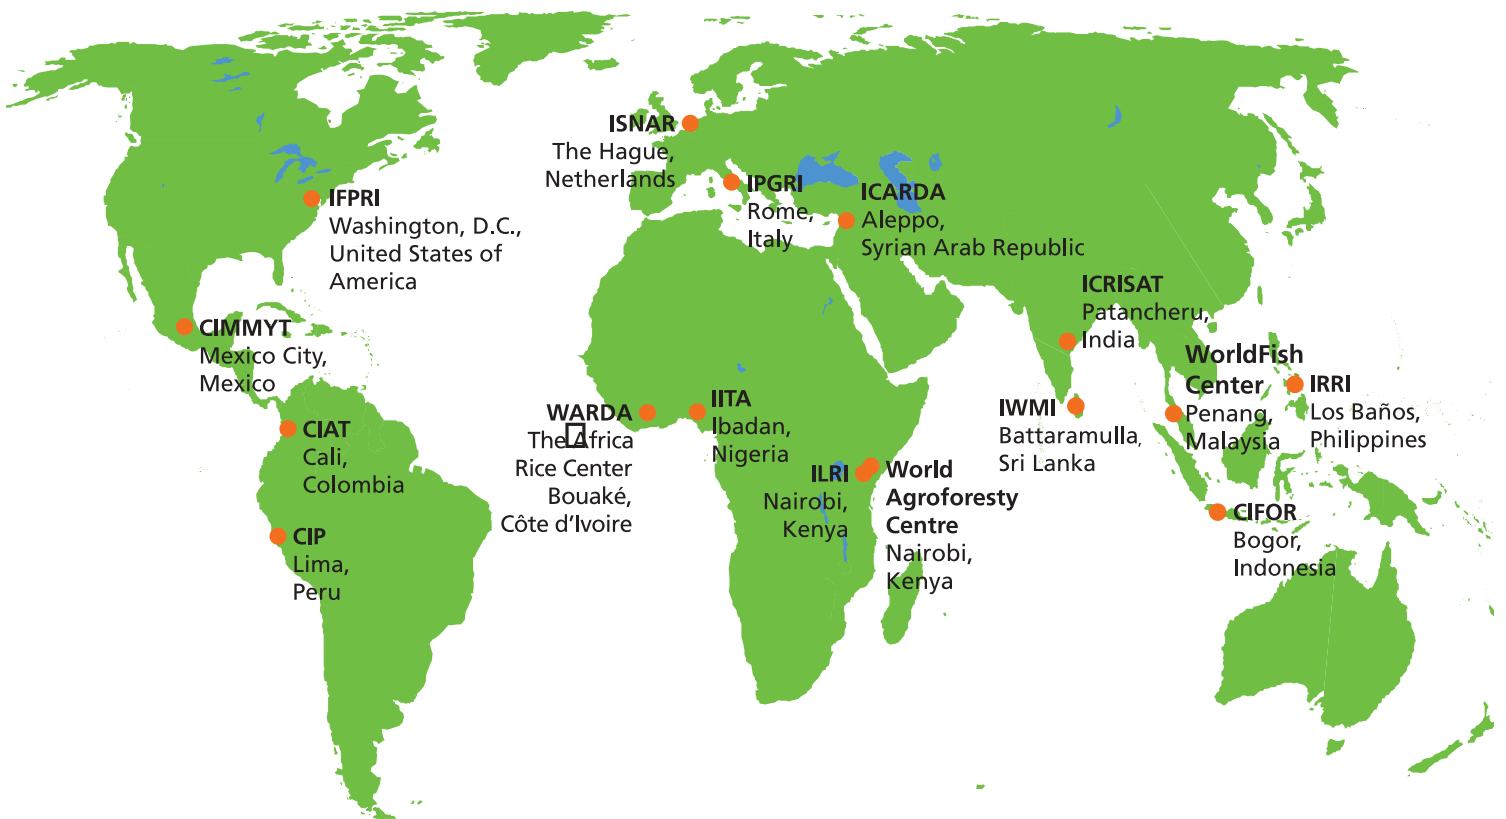 ISNAR
The Hague,
Netherlands
IPGRI
Rome,
Italy
ICARDA
Aleppo,
Syrian Arab Republic
IFPRI
Washington, D.C.,
United States of
America
ICRISAT
Patancheru,
India
CIMMYT
Mexico City,
Mexico
WorldFish
Center
Penang,
Malaysia
IRRI
Los Baños,
Philippines
WARDA
The Africa
Rice Center
Bouaké,
Côte d'Ivoire
IITA
Ibadan,
Nigeria
IWMI
Battaramulla,
Sri Lanka
CIAT
Cali,
Colombia
ILRI
Nairobi,
Kenya
World
Agroforesty
Centre
Nairobi,
Kenya
CIFOR
Bogor,
Indonesia
CIP
Lima,
Peru